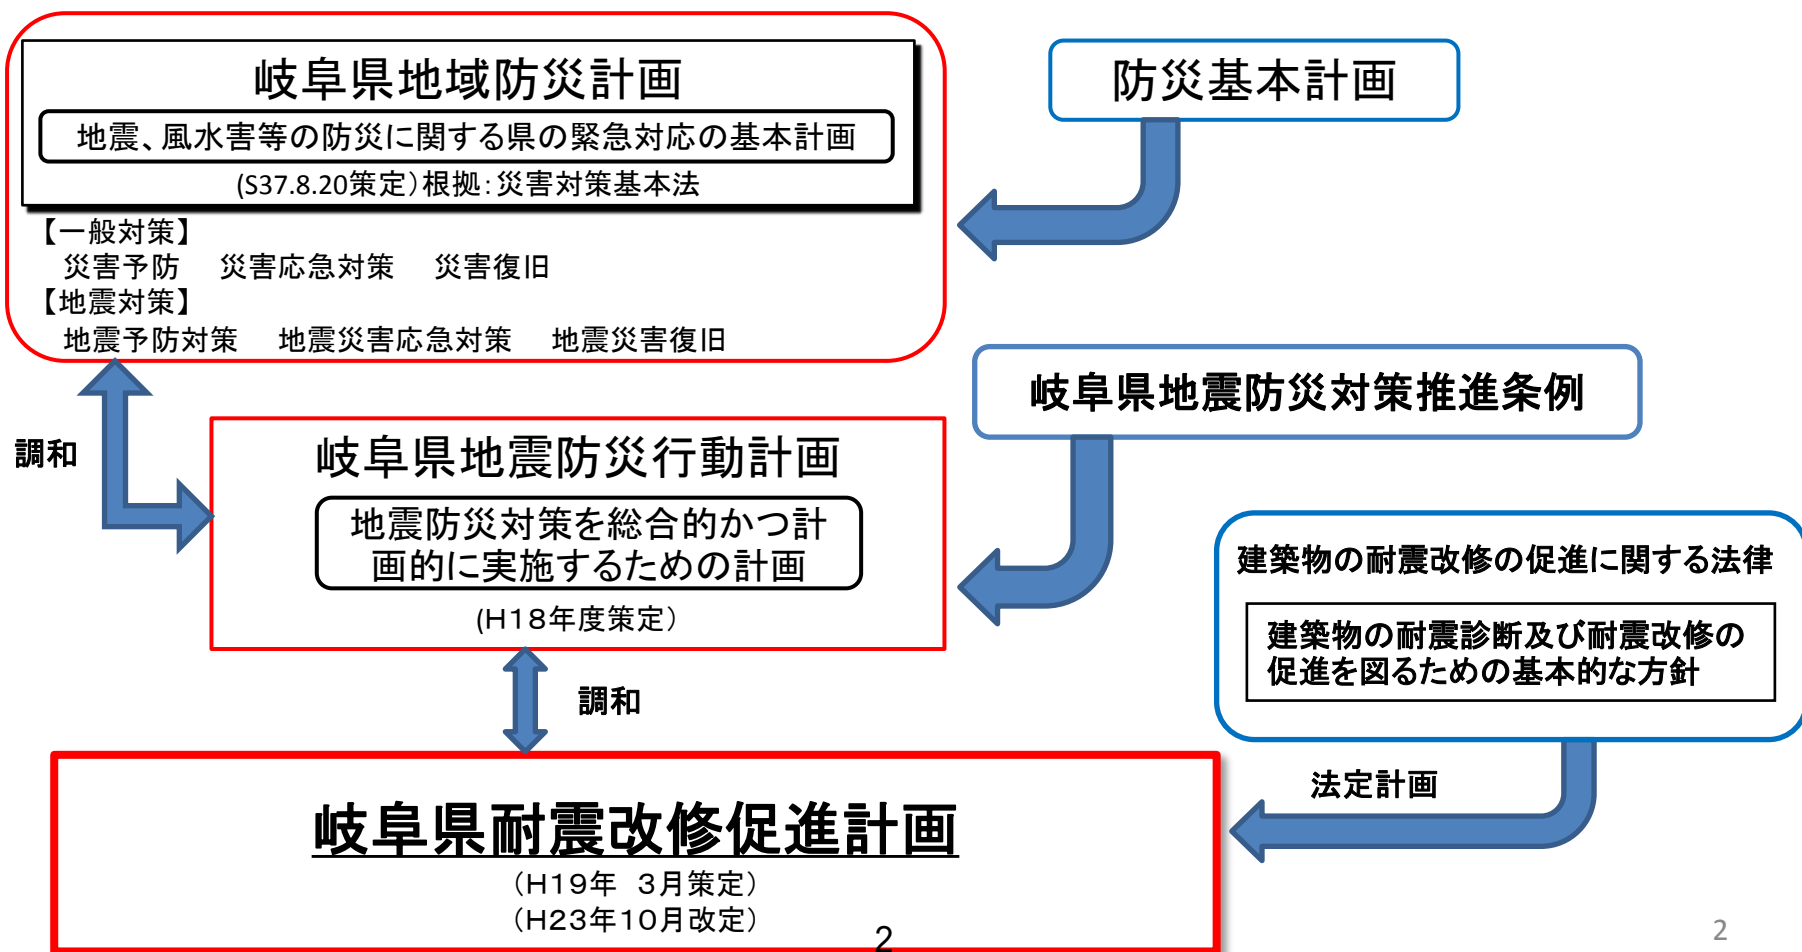 岐阜県地域防災計画
地震、風水害等の防災に関する県の緊急対応の基本計画
(S37.8.20策定）根拠：災害対策基本法
【一般対策】
災害予防　災害応急対策　災害復旧
【地震対策】
地震予防対策　地震災害応急対策　地震災害復旧
防災基本計画
調和
岐阜県地震防災対策推進条例
岐阜県地震防災行動計画
地震防災対策を総合的かつ計
画的に実施するための計画
(H18年度策定）
建築物の耐震改修の促進に関する法律
建築物の耐震診断及び耐震改修の
促進を図るための基本的な方針
調和
法定計画
岐阜県耐震改修促進計画
（H19年　3月策定）
（H23年10月改定）
2
2